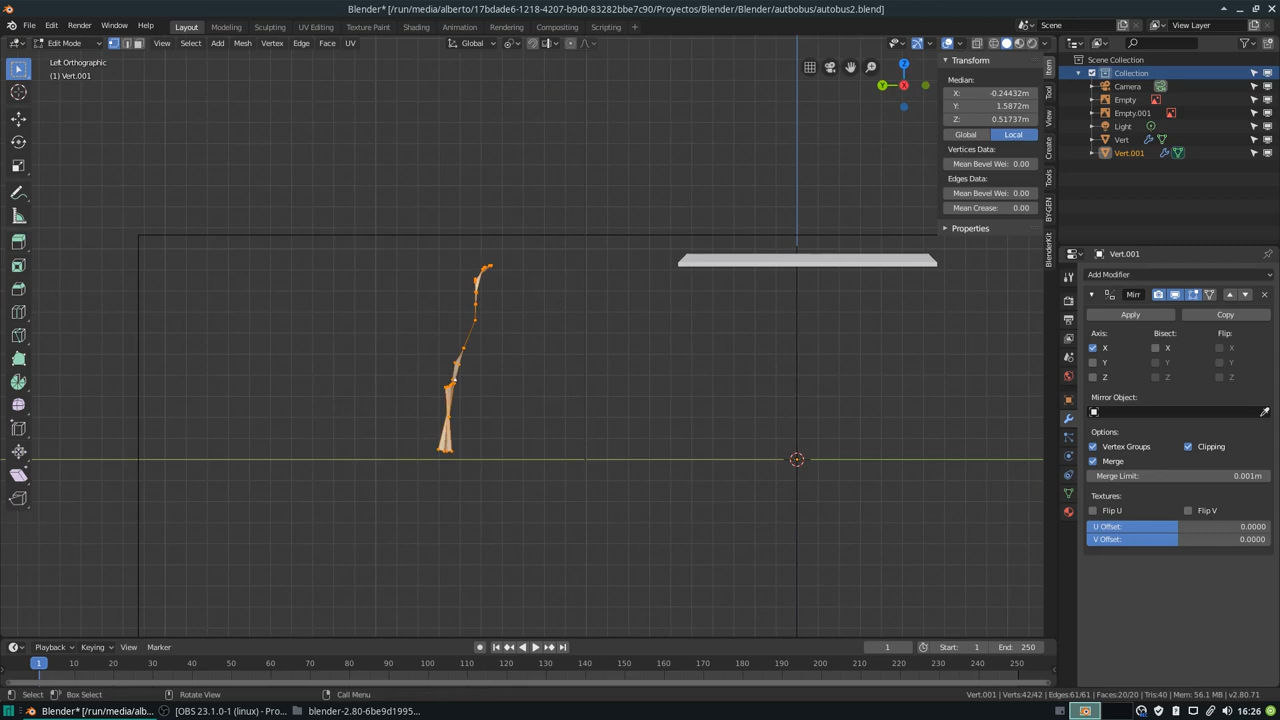 Blender* [/run/media/alberto/17bdade6-1218-4207-b9d0-83282bbe7c90/Proyectos/Blender/Blender/autbobus/autobus2.blend]
File Edit Render Window Help Layout Modeling Sculpting UV Editing Texture Paint Shading Animation Rendering Compositing Scripting + Scene View Layer
Edit Mode View Select Add Mesh Vertex Edge Face UV Global
Left Orthographic
(1) Vert.001
Z
Y
X
Transform
Median:
X: -0.24432m
Y: 1.5872m
Z: 0.51737m
Global Local
Vertices Data:
Mean Bevel Wei: 0.00
Edges Data:
Mean Bevel Wei: 0.00
Mean Crease: 0.00
Properties
Item
Tool
View
Create
Tools
BY-GEN
BlenderKit
Scene Collection
Collection
Camera
Empty
Empty.001
Light
Vert
Vert.001
Vert.001
Add Modifier
Mirr
Apply Copy
Axis: Bisect: Flip:
X X X
Y Y Y
Z Z Z
Mirror Object:
Options:
Vertex Groups Clipping
Merge
Merge Limit: 0.001m
Textures:
Flip U Flip V
U Offset: 0.0000
V Offset: 0.0000
Playback Keying View Marker 1 Start: 1 End: 250
1 10 20 30 40 50 60 70 80 90 100 110 120 130 140 150 160 170 180 190 200 210 220 230 240 250
Select Box Select Rotate View Call Menu Vert.001 | Verts:42/42 | Edges:61/61 | Faces:20/20 | Tris:40 | Mem: 56.1 MB | v2.80.71
Blender* [/run/media/alb... [OBS 23.1.0-1 (linux) - Pro... blender-2.80-6be9d1995... 16:26